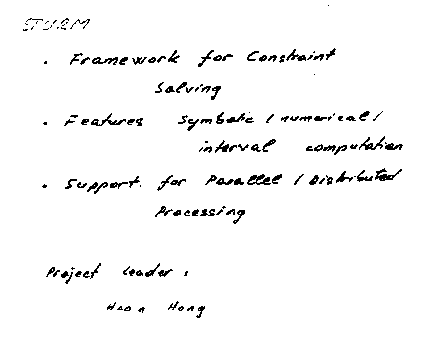 STURM
. Framework for Constraint
Solving
. Features Symbolic / numerical /
interval computation
. Support for Parallel / Distributed
Processing
Project Leader :
Hoon Hong